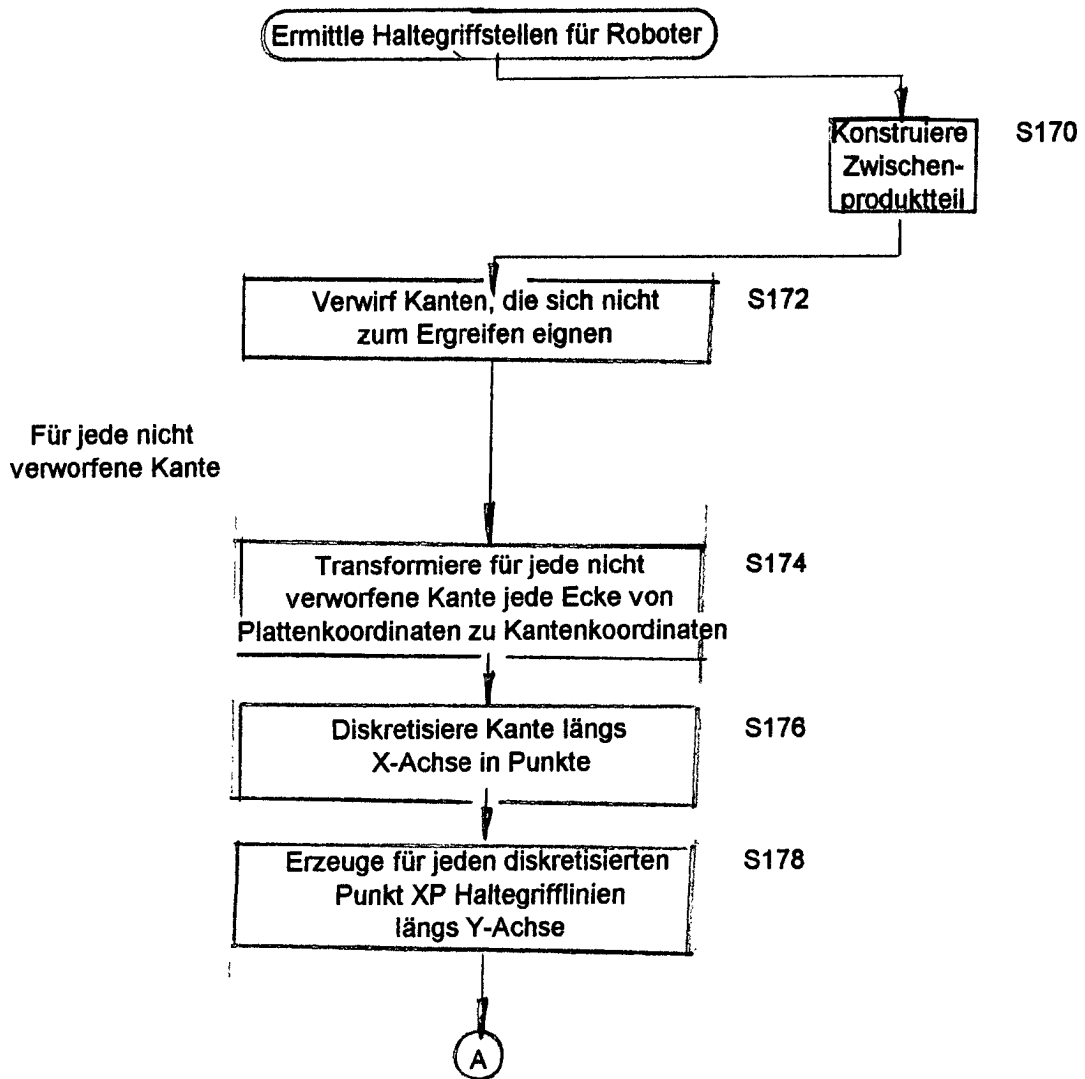 Ermittle Haltegriffstellen für Roboter
Konstruiere
Zwischen-
produktteil
S170
Verwirf Kanten, die sich nicht
zum Ergreifen eignen
S172
Für jede nicht
verworfene Kante
Transformiere für jede nicht
verworfene Kante jede Ecke von
Plattenkoordinaten zu Kantenkoordinaten
S174
Diskretisiere Kante längs
X-Achse in Punkte
S176
Erzeuge für jeden diskretisierten
Punkt XP Haltegrifflinien
längs Y-Achse
S178
A